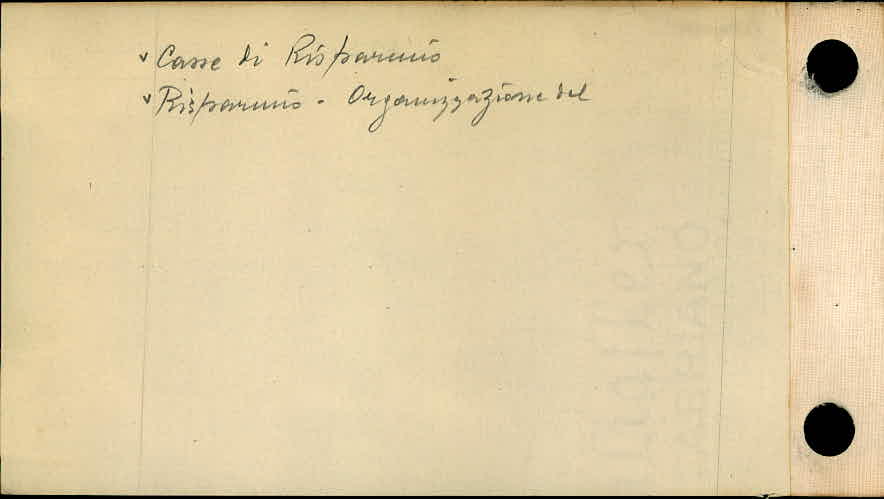 v Casse di Risparmio
v Risparmio - Organizzazione del